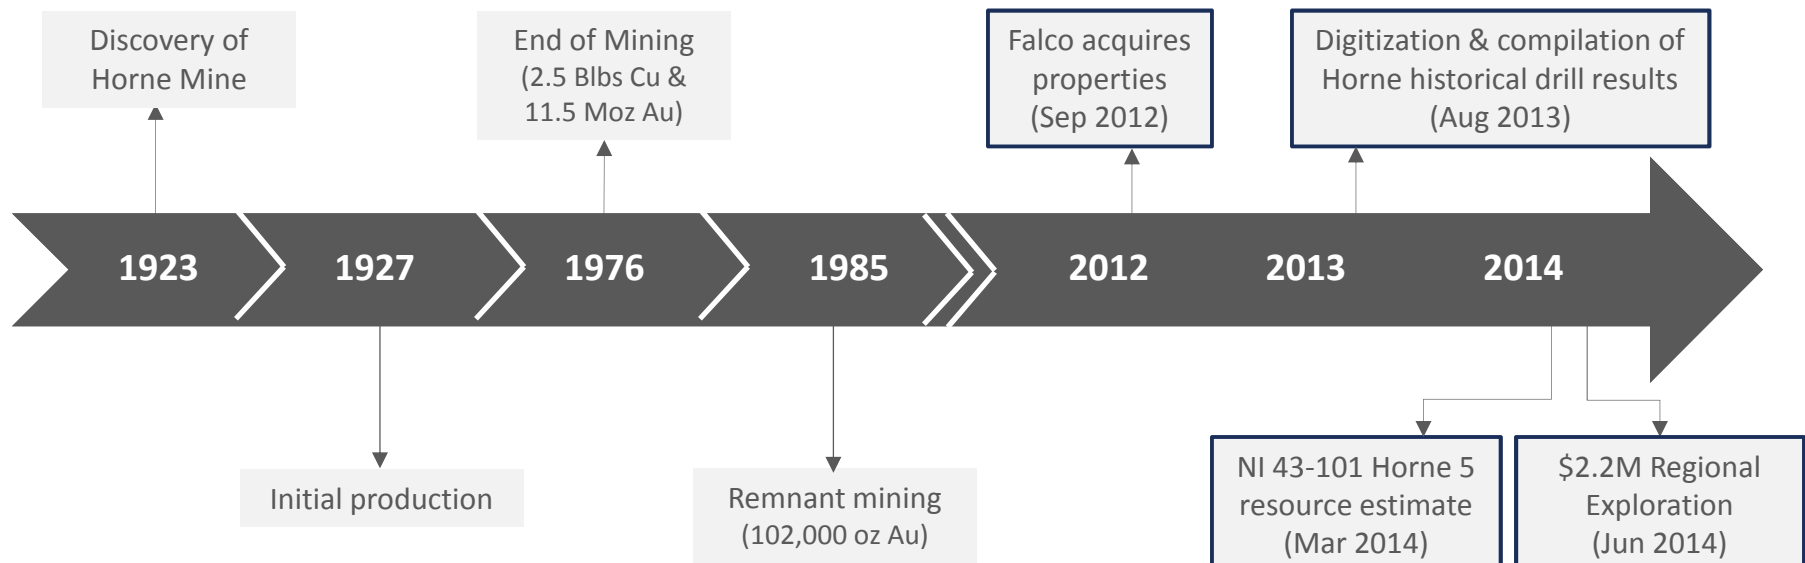 Discovery of
Horne Mine
End of Mining
(2.5 Blbs Cu &
11.5 Moz Au)
Falco acquires
properties
(Sep 2012)
Digitization & compilation of
Horne historical drill results
(Aug 2013)
1923
1927
1976
1985
2012
2013
2014
Initial production
Remnant mining
(102,000 oz Au)
NI 43-101 Horne 5
resource estimate
(Mar 2014)
$2.2M Regional
Exploration
(Jun 2014)